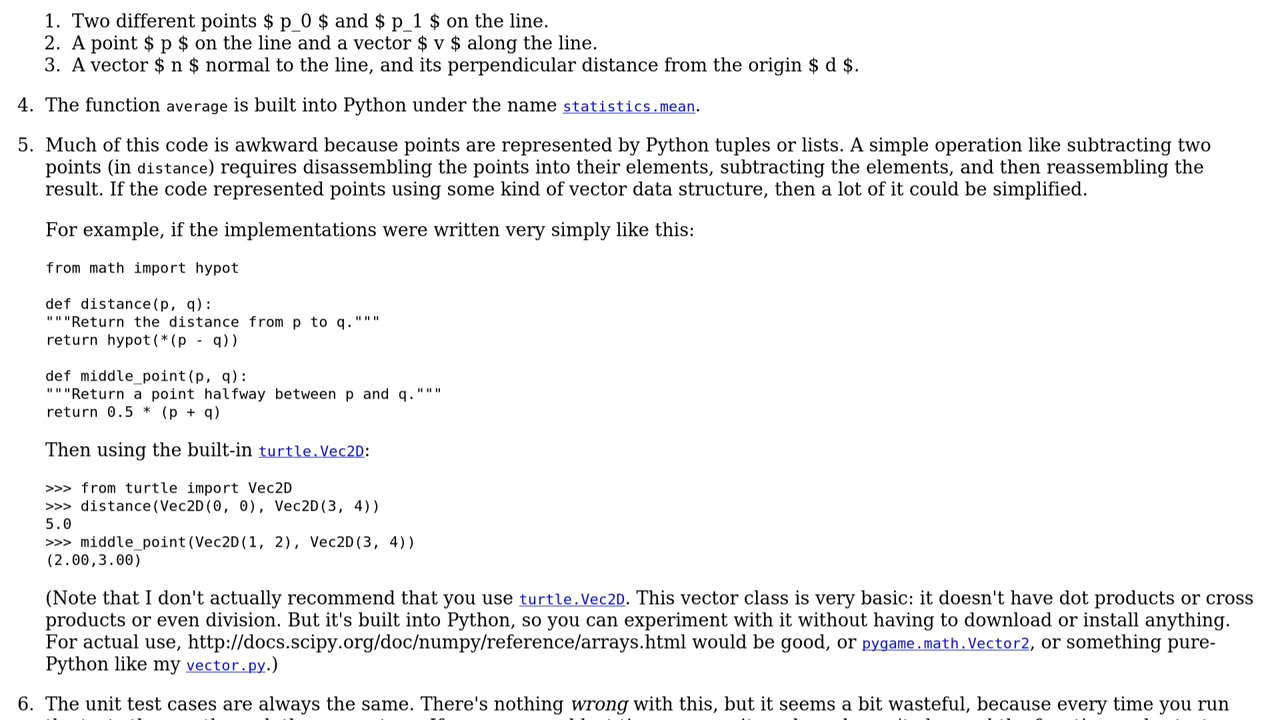 1. Two different points $ p_0 $ and $ p_1 $ on the line.
2. A point $ p $ on the line and a vector $ v $ along the line.
3. A vector $ n $ normal to the line, and its perpendicular distance from the origin $ d $.
4. The function average is built into Python under the name statistics.mean.
5. Much of this code is awkward because points are represented by Python tuples or lists. A simple operation like subtracting two
points (in distance) requires disassembling the points into their elements, subtracting the elements, and then reassembling the
result. If the code represented points using some kind of vector data structure, then a lot of it could be simplified.
For example, if the implementations were written very simply like this:
from math import hypot
def distance(p, q):
"""Return the distance from p to q."""
return hypot(*(p - q))
def middle_point(p, q):
"""Return a point halfway between p and q."""
return 0.5 * (p + q)
Then using the built-in turtle.Vec2D:
>>> from turtle import Vec2D
>>> distance(Vec2D(0, 0), Vec2D(3, 4))
5.0
>>> middle_point(Vec2D(1, 2), Vec2D(3, 4))
(2.00,3.00)
(Note that I don't actually recommend that you use turtle.Vec2D. This vector class is very basic: it doesn't have dot products or cross
products or even division. But it's built into Python, so you can experiment with it without having to download or install anything.
For actual use, http://docs.scipy.org/doc/numpy/reference/arrays.html would be good, or pygame.math.Vector2, or something pure-
Python like my vector.py.)
6. The unit test cases are always the same. There's nothing wrong with this, but it seems a bit wasteful, because every time you run